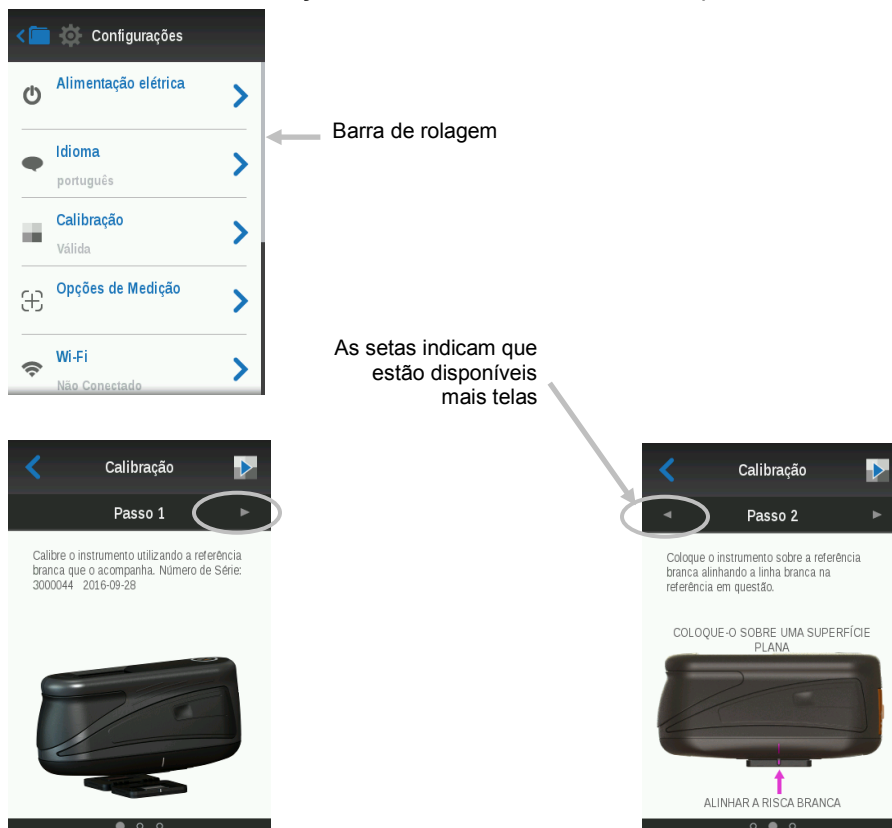 Configurações
Alimentação elétrica
Idioma
português
Calibração
Válida
Opções de Medição
Wi-Fi
Não Conectado
Barra de rolagem
As setas indicam que
estão disponíveis
mais telas
Calibração
Passo 1
Calibre o instrumento utilizando a referência
branca que o acompanha. Número de Série:
3000044 2016-09-28
Calibração
Passo 2
Coloque o instrumento sobre a referência
branca alinhando a linha branca na
referência em questão.
COLOQUE-O SOBRE UMA SUPERFÍCIE
PLANA
ALINHAR A RISCA BRANCA